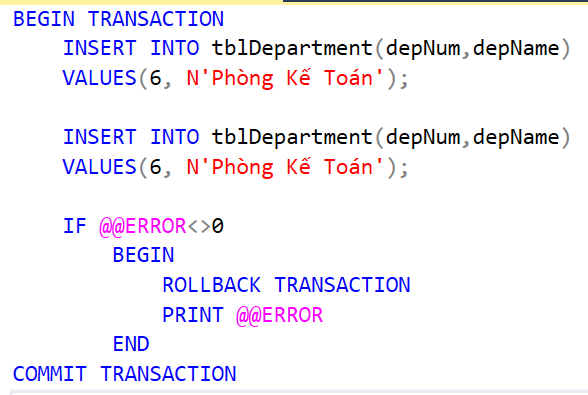 BEGIN TRANSACTION
INSERT INTO tblDepartment(depNum,depName)
VALUES(6, N'Phòng Kế Toán');
INSERT INTO tblDepartment(depNum,depName)
VALUES(6, N'Phòng Kế Toán');
IF @@ERROR<>0
BEGIN
ROLLBACK TRANSACTION
PRINT @@ERROR
END
COMMIT TRANSACTION